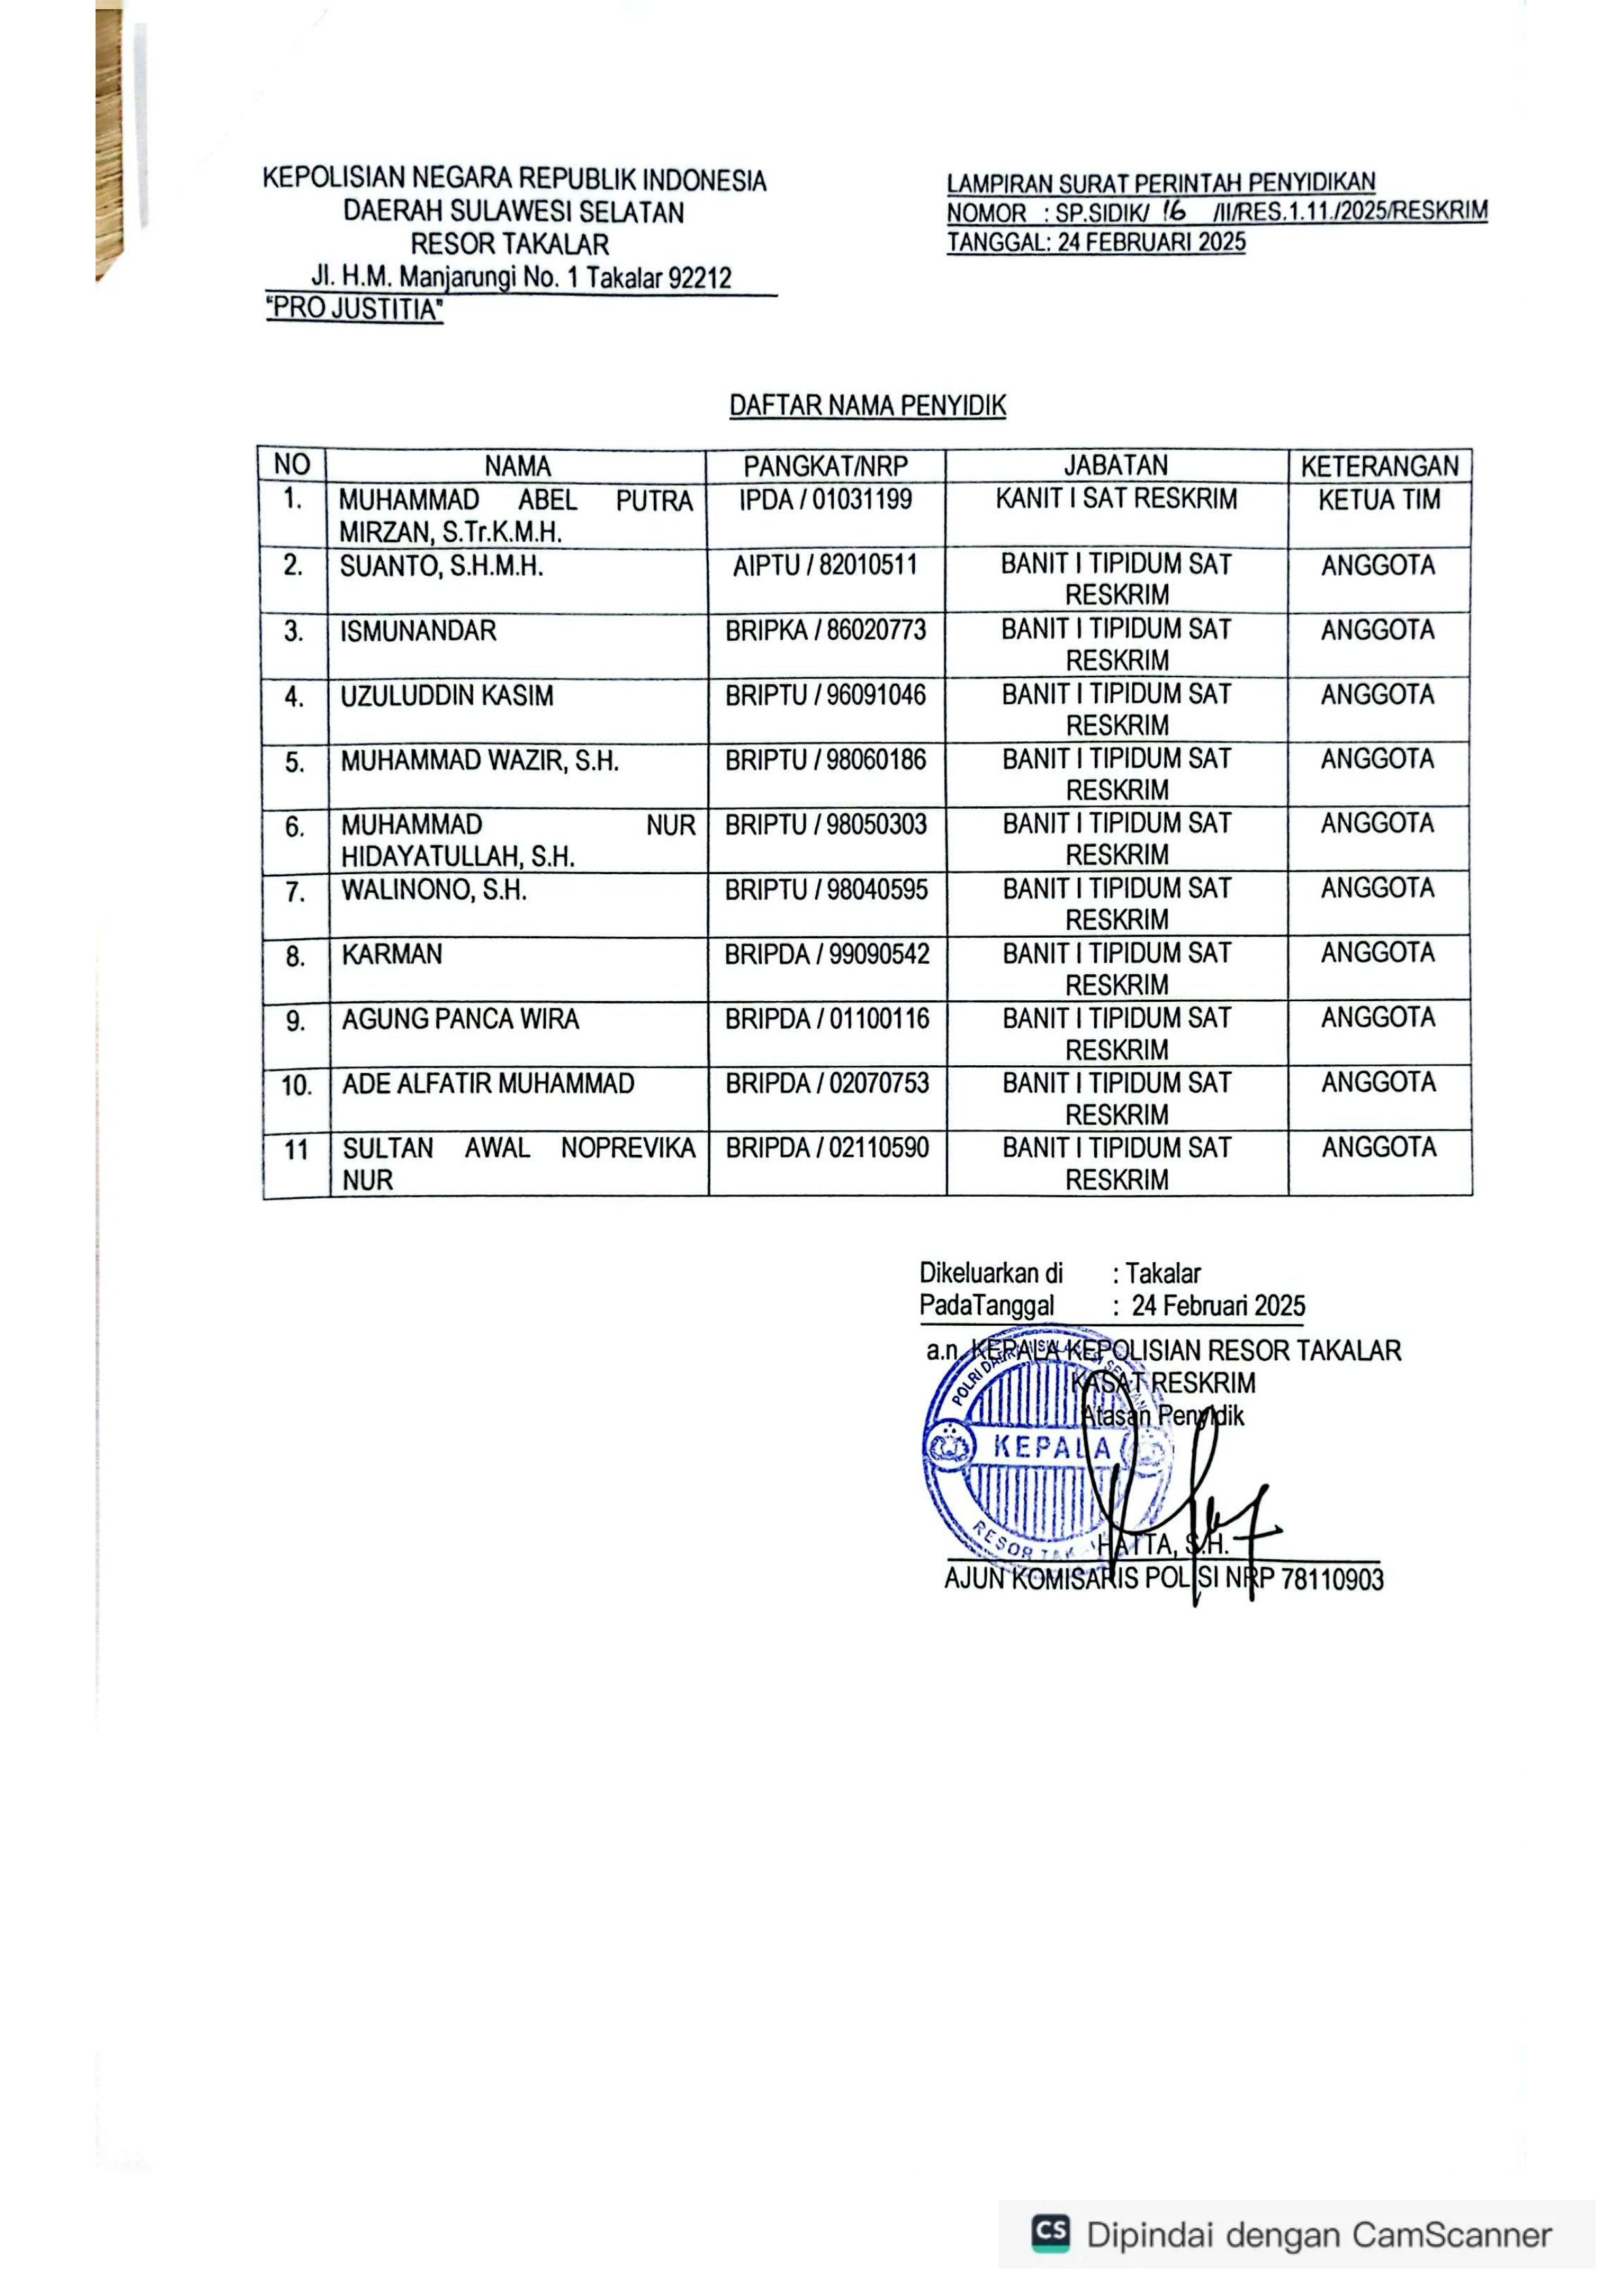 KEPOLISIAN NEGARA REPUBLIK INDONESIA
DAERAH SULAWESI SELATAN
RESOR TAKALAR
Jl. H.M. Manjarungi No. 1 Takalar 92212
"PRO JUSTITIA"
LAMPIRAN SURAT PERINTAH PENYIDIKAN
NOMOR : SP.SIDIK/ 16 /II/RES.1.11./2025/RESKRIM
TANGGAL: 24 FEBRUARI 2025
DAFTAR NAMA PENYIDIK
NO NAMA PANGKAT/NRP JABATAN KETERANGAN
1. MUHAMMAD ABEL PUTRA IPDA / 01031199 KANIT I SAT RESKRIM KETUA TIM
MIRZAN, S.Tr.K.M.H.
2. SUANTO, S.H.M.H. AIPTU / 82010511 BANIT I TIPIDUM SAT ANGGOTA
RESKRIM
3. ISMUNANDAR BRIPKA / 86020773 BANIT I TIPIDUM SAT ANGGOTA
RESKRIM
4. UZULUDDIN KASIM BRIPTU / 96091046 BANIT I TIPIDUM SAT ANGGOTA
RESKRIM
5. MUHAMMAD WAZIR, S.H. BRIPTU / 98060186 BANIT I TIPIDUM SAT ANGGOTA
RESKRIM
6. MUHAMMAD NUR BRIPTU / 98050303 BANIT I TIPIDUM SAT ANGGOTA
HIDAYATULLAH, S.H. RESKRIM
7. WALINONO, S.H. BRIPTU / 98040595 BANIT I TIPIDUM SAT ANGGOTA
RESKRIM
8. KARMAN BRIPDA / 99090542 BANIT I TIPIDUM SAT ANGGOTA
RESKRIM
9. AGUNG PANCA WIRA BRIPDA / 01100116 BANIT I TIPIDUM SAT ANGGOTA
RESKRIM
10. ADE ALFATIR MUHAMMAD BRIPDA / 02070753 BANIT I TIPIDUM SAT ANGGOTA
RESKRIM
11 SULTAN AWAL NOPREVIKA BRIPDA / 02110590 BANIT I TIPIDUM SAT ANGGOTA
NUR RESKRIM
Dikeluarkan di : Takalar
PadaTanggal : 24 Februari 2025
a.n. KEPALA KEPOLISIAN RESOR TAKALAR
KASAT RESKRIM
Atasan Penyidik
POLRI DAERAH SULAWESI SELATAN
KEPALA
RESOR
HATTA, S.H.
AJUN KOMISARIS POLISI NRP 78110903
CS Dipindai dengan CamScanner